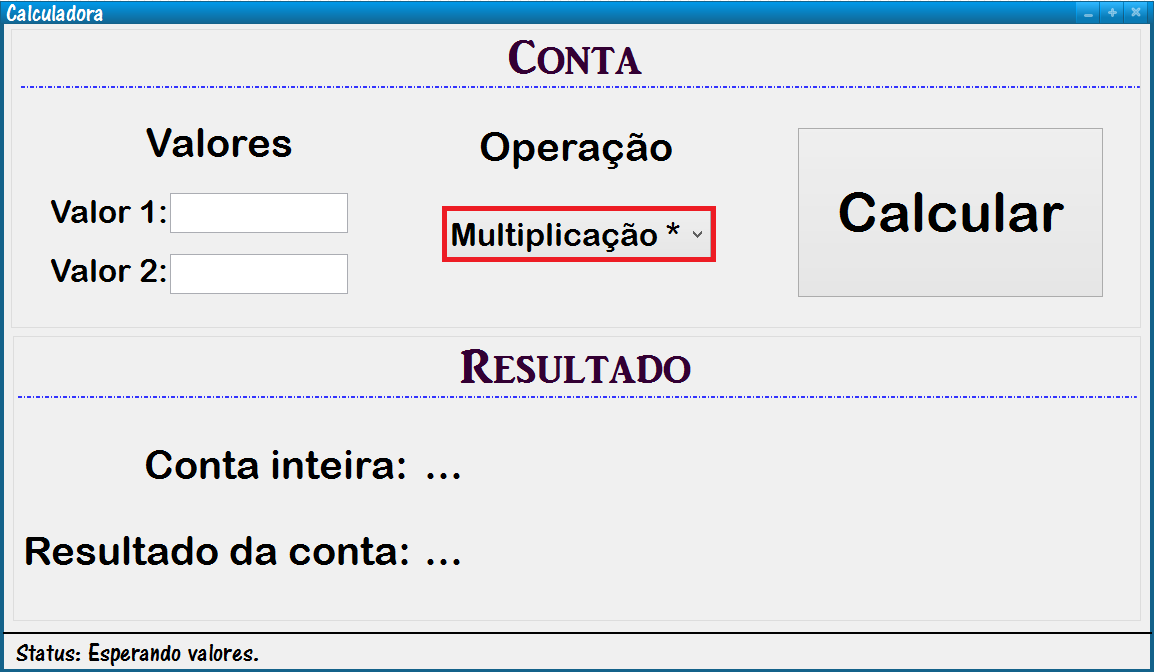 Calculadora
CONTA
Valores
Operação
Valor 1:
Multiplicação *
Calcular
Valor 2:
RESULTADO
Conta inteira: ...
Resultado da conta: ...
Status: Esperando valores.